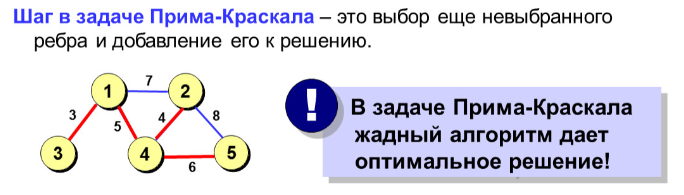 Шаг в задаче Прима-Краскала – это выбор еще невыбранного
ребра и добавление его к решению.
7
1
2
3
5
4
8
3
4
5
6
!
В задаче Прима-Краскала
жадный алгоритм дает
оптимальное решение!